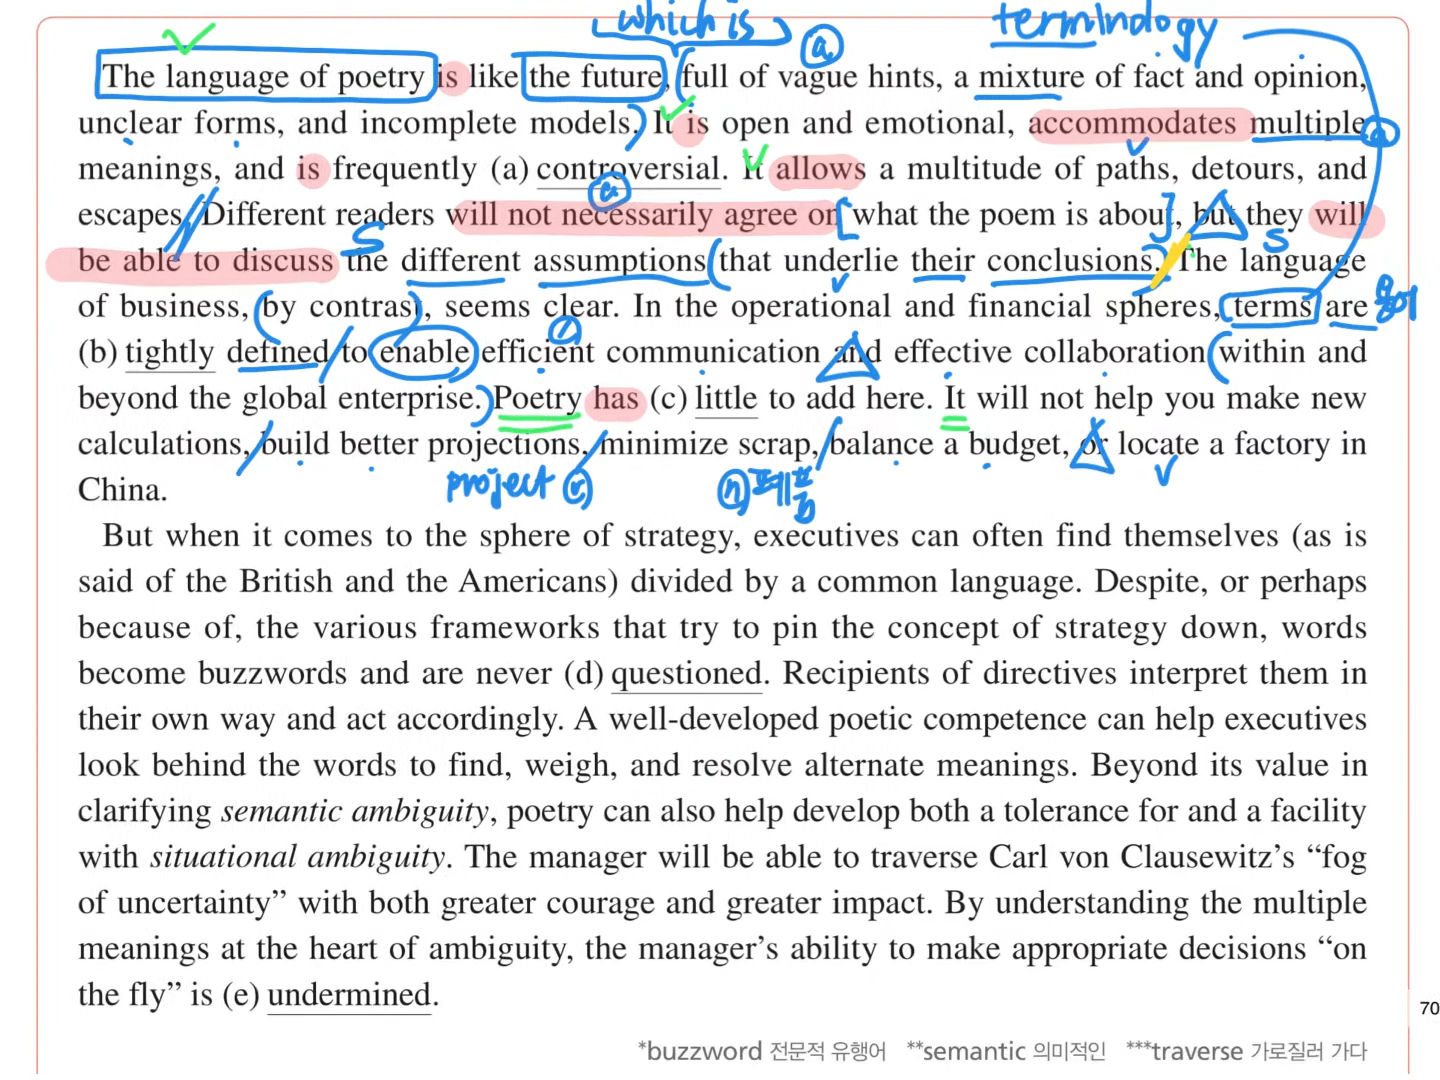 which is
terminology
a
The language of poetry is like the future, full of vague hints, a mixture of fact and opinion,
unclear forms, and incomplete models. It is open and emotional, accommodates multiple
meanings, and is frequently (a) controversial. It allows a multitude of paths, detours, and
a
escapes. Different readers will not necessarily agree on what the poem is about, but they will
S
S
be able to discuss the different assumptions that underlie their conclusions. The language
of business, by contrast, seems clear. In the operational and financial spheres, terms are
용어
(b) tightly defined to enable efficient communication and effective collaboration within and
beyond the global enterprise. Poetry has (c) little to add here. It will not help you make new
calculations, build better projections, minimize scrap, balance a budget, or locate a factory in
project
n 폐품
China.
But when it comes to the sphere of strategy, executives can often find themselves (as is
said of the British and the Americans) divided by a common language. Despite, or perhaps
because of, the various frameworks that try to pin the concept of strategy down, words
become buzzwords and are never (d) questioned. Recipients of directives interpret them in
their own way and act accordingly. A well-developed poetic competence can help executives
look behind the words to find, weigh, and resolve alternate meanings. Beyond its value in
clarifying semantic ambiguity, poetry can also help develop both a tolerance for and a facility
with situational ambiguity. The manager will be able to traverse Carl von Clausewitz’s “fog
of uncertainty” with both greater courage and greater impact. By understanding the multiple
meanings at the heart of ambiguity, the manager’s ability to make appropriate decisions “on
the fly” is (e) undermined.
70
*buzzword 전문적 유행어 **semantic 의미적인 ***traverse 가로질러 가다